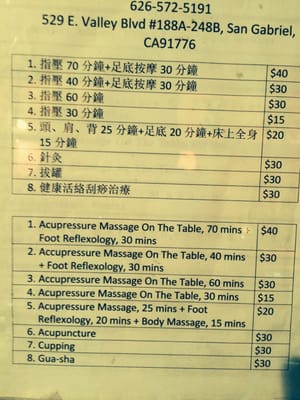 626-572-5191
529 E. Valley Blvd #188A-248B, San Gabriel,
CA91776
1. 指壓 70 分鐘+足底按摩 30 分鐘 $40
2. 指壓 40 分鐘+足底按摩 30 分鐘 $30
3. 指壓 60 分鐘 $30
4. 指壓 30 分鐘 $15
5. 頭、肩、背 25 分鐘+足底 20 分鐘+床上全身 $20
15 分鐘
6. 針灸 $30
7. 拔罐 $30
8. 健康活絡刮痧治療 $30
1. Acupressure Massage On The Table, 70 mins + $40
Foot Reflexology, 30 mins
2. Accurpressure Massage On The Table, 40 mins $30
+ Foot Reflexology, 30 mins
3. Accupressure Massage On The Table, 60 mins $30
4. Acupressure Massage On The Table, 30 mins $15
5. Acupressure Massage, 25 mins + Foot $20
Reflexology, 20 mins + Body Massage, 15 mins
6. Acupuncture $30
7. Cupping $30
8. Gua-sha $30